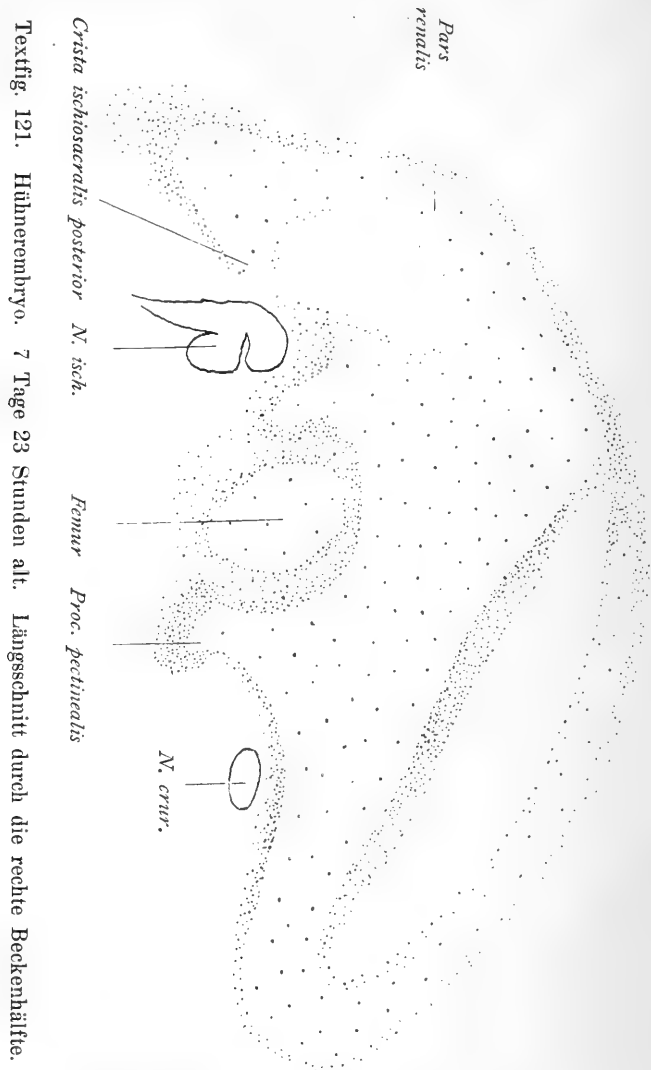 Pars
renalis
Crista ischiosacralis posterior N. isch. Femur Proc. pectinealis
N. crur.
Textfig. 121. Hühnerembryo. 7 Tage 23 Stunden alt. Längsschnitt durch die rechte Beckenhälfte.